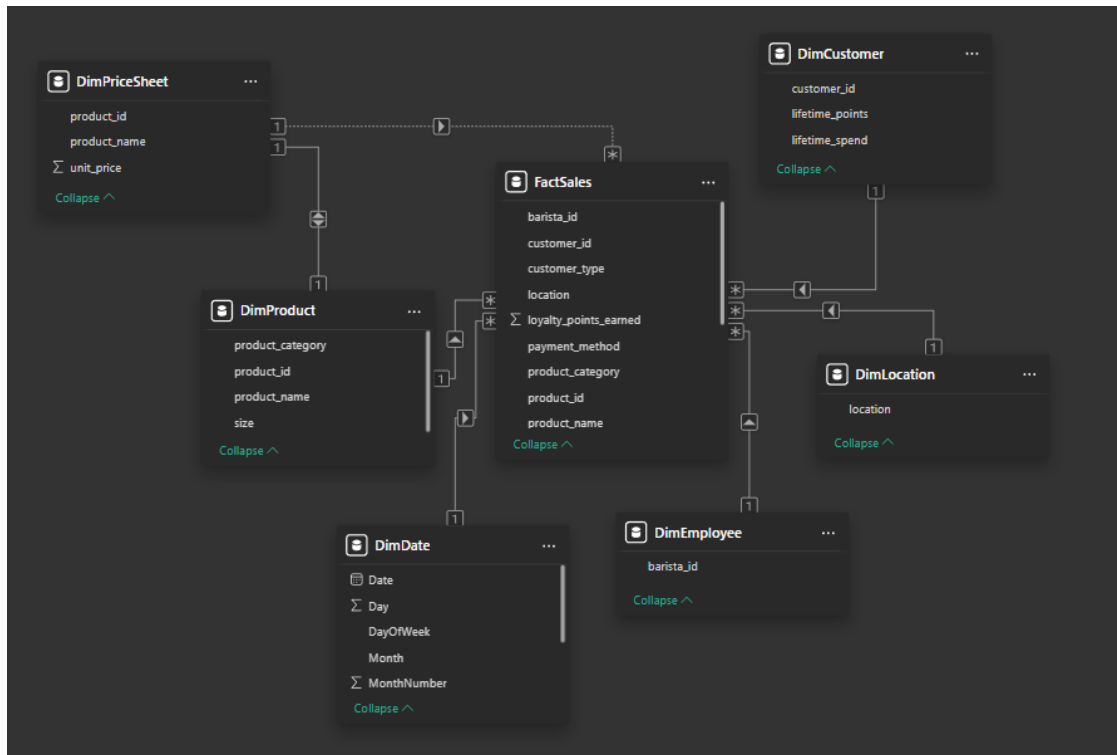 DimPriceSheet
...
product_id
product_name
∑ unit_price
Collapse
DimCustomer
...
customer_id
lifetime_points
lifetime_spend
Collapse
1
1
*
1
FactSales
...
barista_id
customer_id
customer_type
location
∑ loyalty_points_earned
payment_method
product_category
product_id
product_name
Collapse
1
DimProduct
...
product_category
product_id
product_name
size
Collapse
*
*
1
*
*
*
1
DimLocation
...
location
Collapse
1
DimDate
...
Date
∑ Day
DayOfWeek
Month
∑ MonthNumber
Collapse
1
DimEmployee
...
barista_id
Collapse